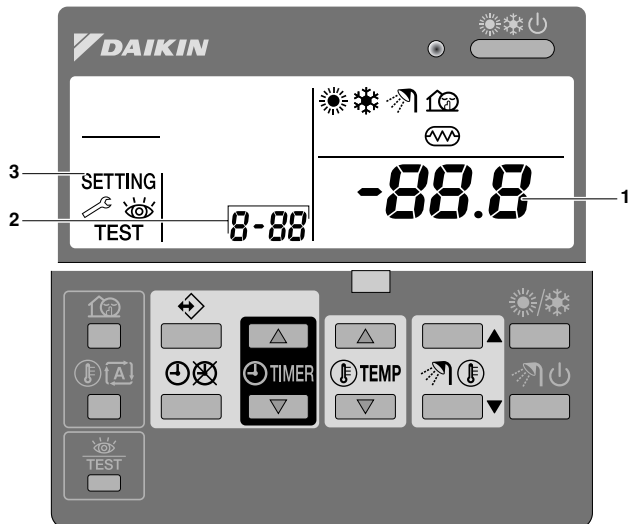 DAIKIN
3
SETTING
-88.8
1
2
8-88
TEST
TIMER
TEMP
A
TEST